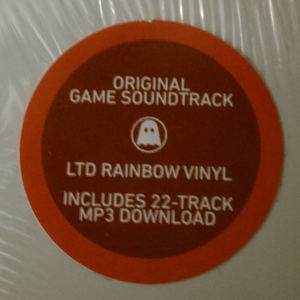 ORIGINAL
GAME SOUNDTRACK
LTD RAINBOW VINYL
INCLUDES 22-TRACK
MP3 DOWNLOAD